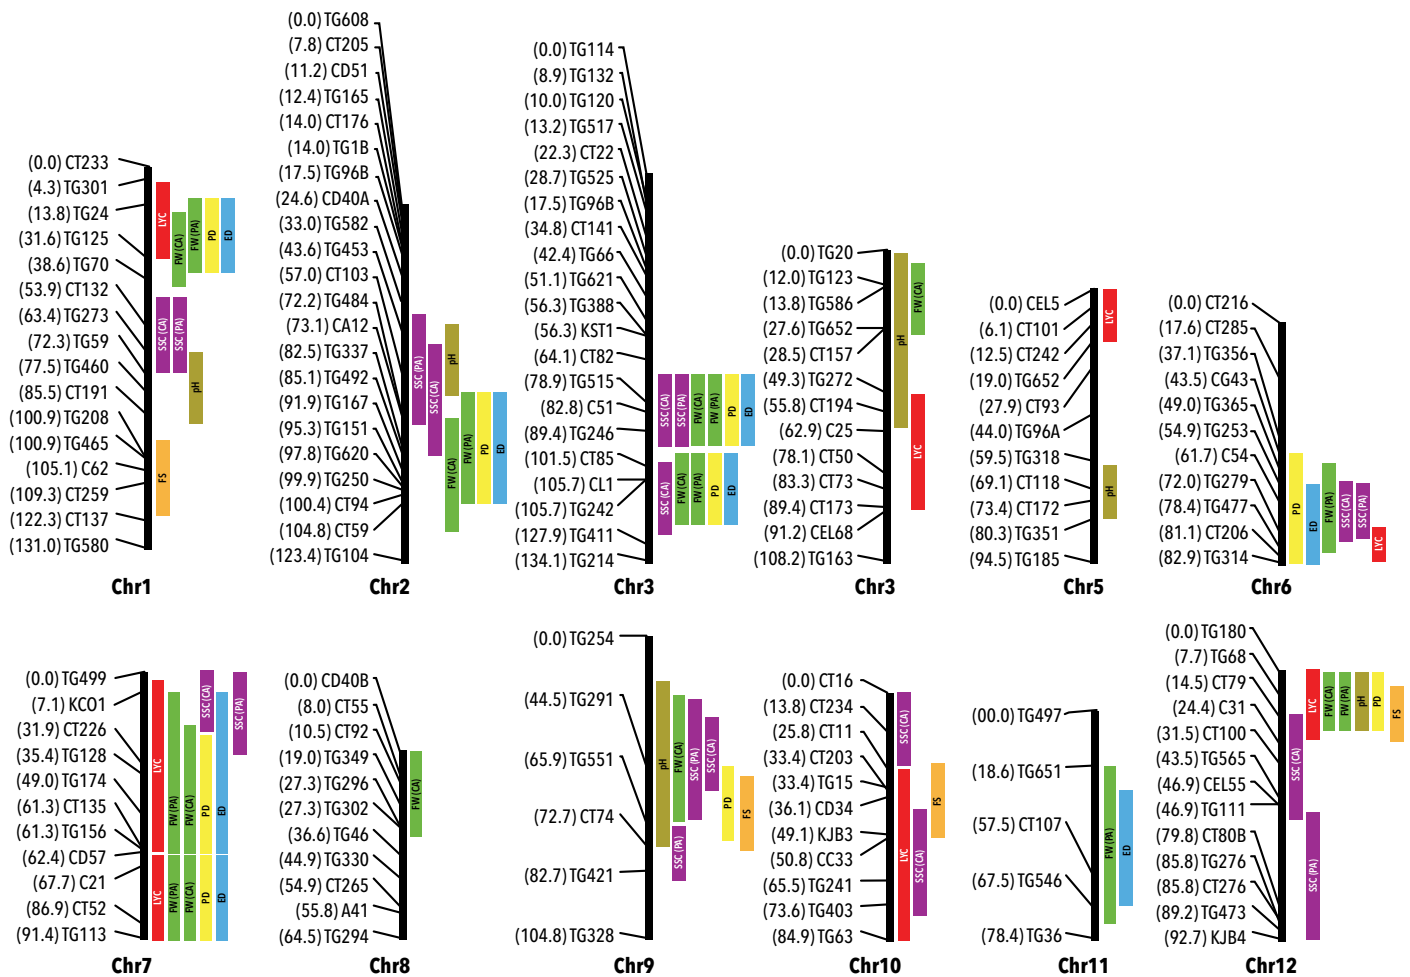 (0.0) CT233
(4.3) TG301
(13.8) TG24
(31.6) TG125
(38.6) TG70
(53.9) CT132
(63.4) TG273
(72.3) TG59
(77.5) TG460
(85.5) CT191
(100.9) TG208
(100.9) TG465
(105.1) C62
(109.3) CT259
(122.3) CT137
(131.0) TG580
LYC
FW (CA)
FW (PA)
PD
ED
SSC (CA)
SSC (PA)
pH
FS
Chr1
(0.0) TG608
(7.8) CT205
(11.2) CD51
(12.4) TG165
(14.0) CT176
(14.0) TG1B
(17.5) TG96B
(24.6) CD40A
(33.0) TG582
(43.6) TG453
(57.0) CT103
(72.2) TG484
(73.1) CA12
(82.5) TG337
(85.1) TG492
(91.9) TG167
(95.3) TG151
(97.8) TG620
(99.9) TG250
(100.4) CT94
(104.8) CT59
(123.4) TG104
SSC (PA)
SSC (CA)
pH
FW (CA)
FW (PA)
PD
ED
Chr2
(0.0) TG114
(8.9) TG132
(10.0) TG120
(13.2) TG517
(22.3) CT22
(28.7) TG525
(17.5) TG96B
(34.8) CT141
(42.4) TG66
(51.1) TG621
(56.3) TG388
(56.3) KST1
(64.1) CT82
(78.9) TG515
(82.8) C51
(89.4) TG246
(101.5) CT85
(105.7) CL1
(105.7) TG242
(127.9) TG411
(134.1) TG214
SSC (CA)
SSC (PA)
FW (CA)
FW (PA)
PD
ED
SSC (CA)
FW (CA)
FW (PA)
PD
ED
Chr3
(0.0) TG20
(12.0) TG123
(13.8) TG586
(27.6) TG652
(28.5) CT157
(49.3) TG272
(55.8) CT194
(62.9) C25
(78.1) CT50
(83.3) CT73
(89.4) CT173
(91.2) CEL68
(108.2) TG163
pH
FW (CA)
LYC
Chr3
(0.0) CEL5
(6.1) CT101
(12.5) CT242
(19.0) TG652
(27.9) CT93
(44.0) TG96A
(59.5) TG318
(69.1) CT118
(73.4) CT172
(80.3) TG351
(94.5) TG185
LYC
pH
Chr5
(0.0) CT216
(17.6) CT285
(37.1) TG356
(43.5) CG43
(49.0) TG365
(54.9) TG253
(61.7) C54
(72.0) TG279
(78.4) TG477
(81.1) CT206
(82.9) TG314
PD
ED
FW (PA)
SSC (CA)
SSC (PA)
LYC
Chr6
(0.0) TG499
(7.1) KCO1
(31.9) CT226
(35.4) TG128
(49.0) TG174
(61.3) CT135
(61.3) TG156
(62.4) CD57
(67.7) C21
(86.9) CT52
(91.4) TG113
LYC
FW (PA)
FW (CA)
PD
SSC (CA)
ED
SSC (PA)
LYC
FW (PA)
FW (CA)
PD
ED
Chr7
(0.0) CD40B
(8.0) CT55
(10.5) CT92
(19.0) TG349
(27.3) TG296
(27.3) TG302
(36.6) TG46
(44.9) TG330
(54.9) CT265
(55.8) A41
(64.5) TG294
FW (CA)
Chr8
(0.0) TG254
(44.5) TG291
(65.9) TG551
(72.7) CT74
(82.7) TG421
(104.8) TG328
pH
FW (CA)
SSC (PA)
SSC (CA)
PD
FS
SSC (PA)
Chr9
(0.0) CT16
(13.8) CT234
(25.8) CT11
(33.4) CT203
(33.4) TG15
(36.1) CD34
(49.1) KJB3
(50.8) CC33
(65.5) TG241
(73.6) TG403
(84.9) TG63
SSC (CA)
LYC
SSC (CA)
FS
Chr10
(00.0) TG497
(18.6) TG651
(57.5) CT107
(67.5) TG546
(78.4) TG36
FW (PA)
ED
Chr11
(0.0) TG180
(7.7) TG68
(14.5) CT79
(24.4) C31
(31.5) CT100
(43.5) TG565
(46.9) CEL55
(46.9) TG111
(79.8) CT80B
(85.8) TG276
(85.8) CT276
(89.2) TG473
(92.7) KJB4
SSC (CA)
LYC
FW (CA)
FW (PA)
pH
PD
FS
SSC (PA)
Chr12